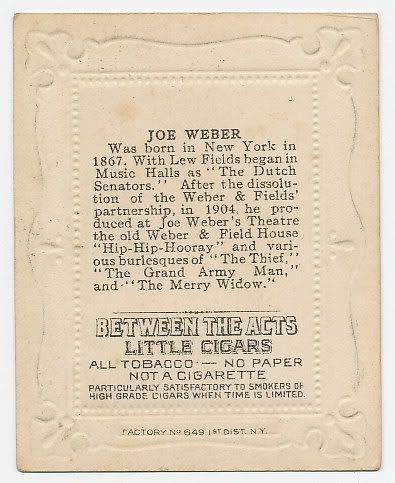 JOE WEBER
Was born in New York in
1867. With Lew Fields began in
Music Halls as "The Dutch
Senators." After the dissolu-
tion of the Weber & Fields'
partnership, in 1904, he pro-
duced at Joe Weber's Theatre
the old Weber & Field House
"Hip-Hip-Hooray" and vari-
ous burlesques of "The Thief,"
"The Grand Army Man,"
and "The Merry Widow."
BETWEEN THE ACTS
LITTLE CIGARS
ALL TOBACCO — NO PAPER
NOT A CIGARETTE
PARTICULARLY SATISFACTORY TO SMOKERS OF
HIGH GRADE CIGARS WHEN TIME IS LIMITED.
FACTORY No 649 1st DIST. N.Y.